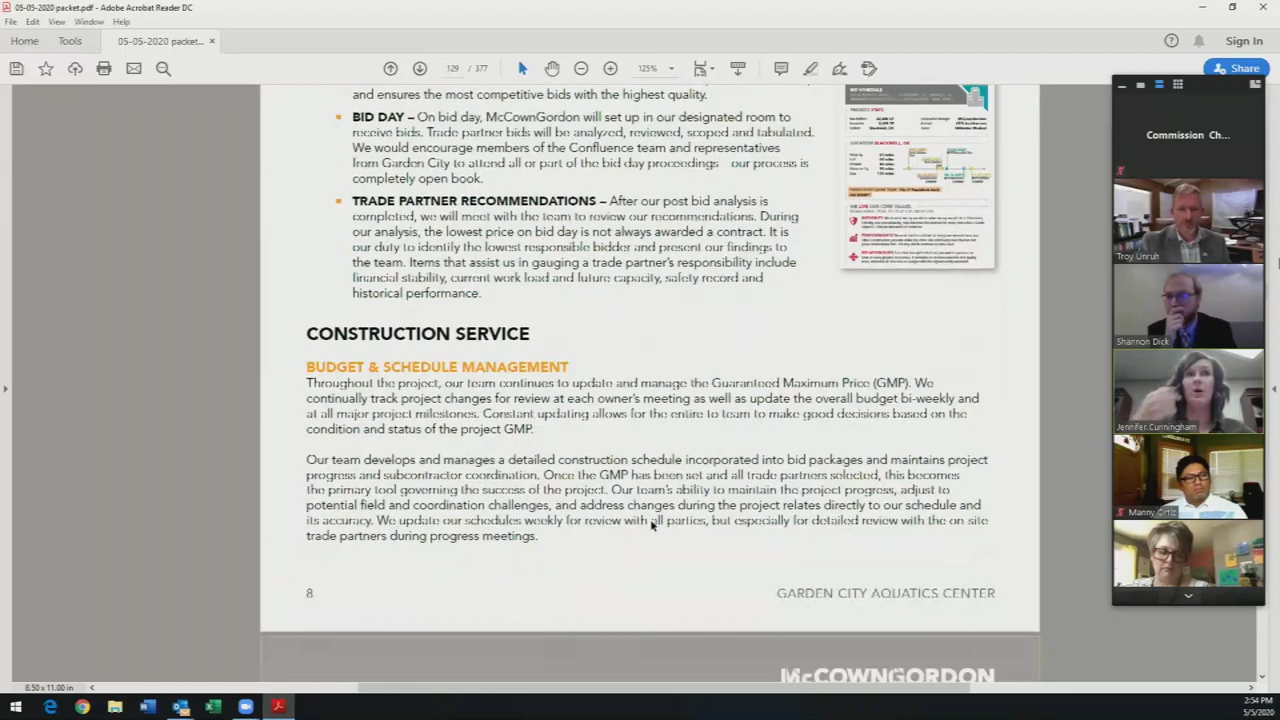 05-05-2020 packet.pdf - Adobe Acrobat Reader DC
File Edit View Window Help
Home Tools 05-05-2020 packet... × Sign In
129 / 377 125% Share
and ensures the most competitive bids with the highest quality.
BID DAY – On bid day, McCownGordon will set up in our designated room to
receive bids. Trade partner bids will be analyzed, reviewed, scoped and tabulated.
We would encourage members of the Confluence team and representatives
from Garden City to attend all or part of the bid day proceedings – our process is
completely open book.
TRADE PARTNER RECOMMENDATIONS – After our post bid analysis is
completed, we will meet with the team to review our recommendations. During
our analysis, the lowest price on bid day is not always awarded a contract. It is
our duty to identify the lowest responsible bidder and present our findings to
the team. Items that assist us in gauging a trade partner's responsibility include
financial stability, current work load and future capacity, safety record and
historical performance.
BID SCHEDULE
PROJECT STATS
LOCATION BLACKWELL, OK
WE LIVE OUR CORE VALUES.
CONSTRUCTION SERVICE
BUDGET & SCHEDULE MANAGEMENT
Throughout the project, our team continues to update and manage the Guaranteed Maximum Price (GMP). We
continually track project changes for review at each owner's meeting as well as update the overall budget bi-weekly and
at all major project milestones. Constant updating allows for the entire to team to make good decisions based on the
condition and status of the project GMP.
Our team develops and manages a detailed construction schedule incorporated into bid packages and maintains project
progress and subcontractor coordination. Once the GMP has been set and all trade partners selected, this becomes
the primary tool governing the success of the project. Our team's ability to maintain the project progress, adjust to
potential field and coordination challenges, and address changes during the project relates directly to our schedule and
its accuracy. We update our schedules weekly for review with all parties, but especially for detailed review with the on site
trade partners during progress meetings.
8 GARDEN CITY AQUATICS CENTER
McCOWNGORDON
Commission Ch...
Troy Unruh
Shannon Dick
Jennifer Cunningham
Manny Ortiz
8.50 x 11.00 in
2:54 PM
5/5/2020